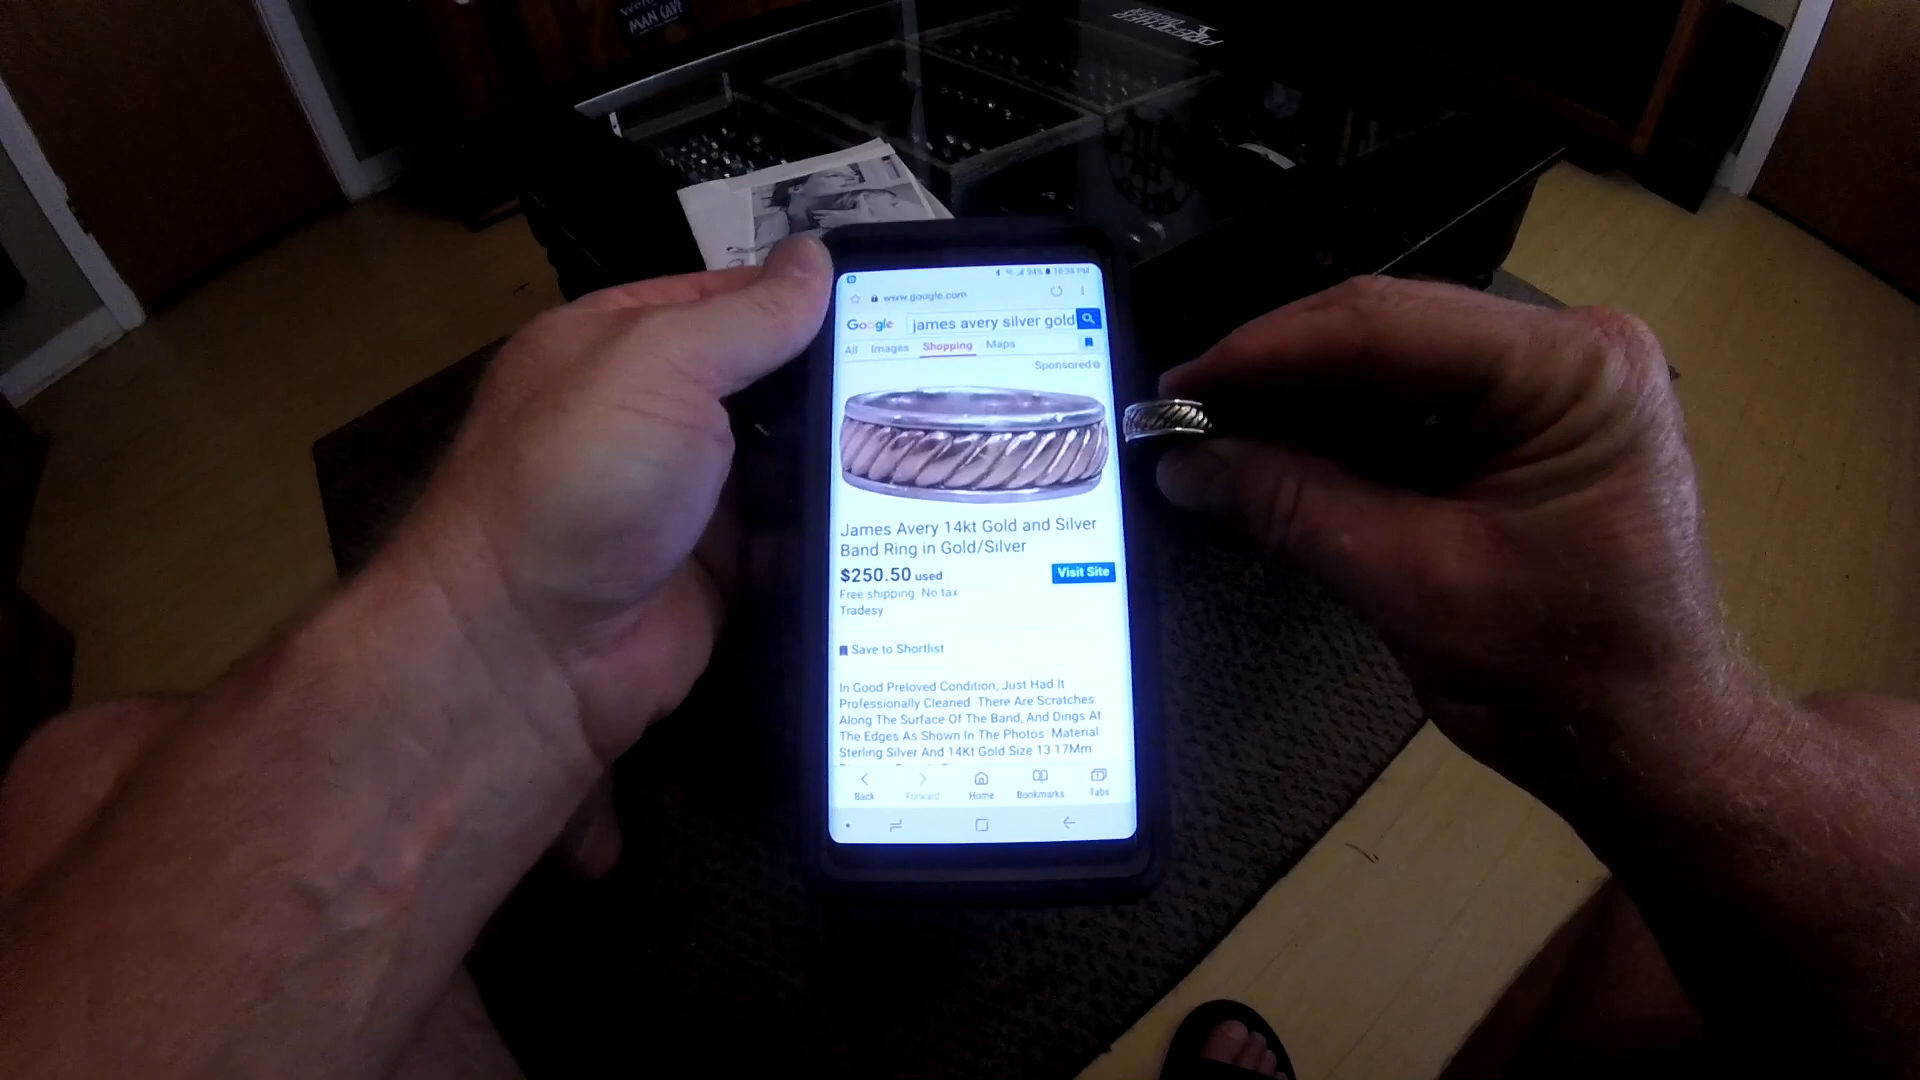 MAN CAVE
94% 10:38 PM
www.google.com
Google james avery silver gold
All Images Shopping Maps
Sponsored
James Avery 14kt Gold and Silver
Band Ring in Gold/Silver
$250.50 used
Visit Site
Free shipping. No tax
Tradesy
Save to Shortlist
In Good Preloved Condition, Just Had It
Professionally Cleaned. There Are Scratches
Along The Surface Of The Band, And Dings At
The Edges As Shown In The Photos. Material:
Sterling Silver And 14Kt Gold Size 13 17Mm
Back Forward Home Bookmarks Tabs